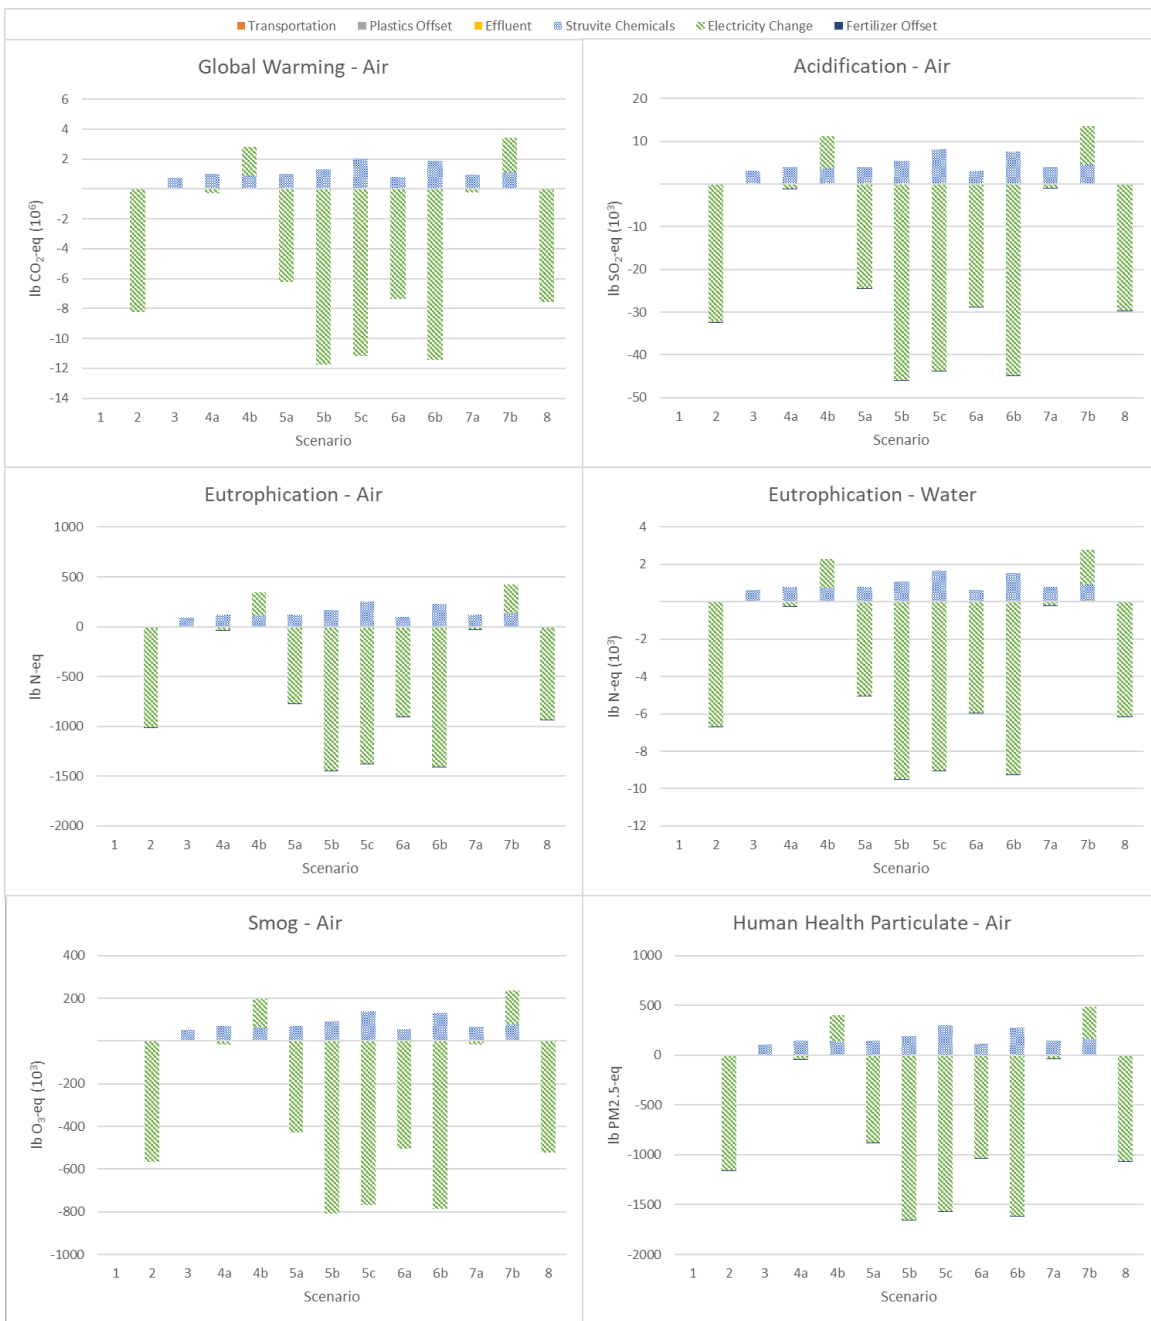 Transportation Plastics Offset Effluent Struvite Chemicals Electricity Change Fertilizer Offset
Global Warming - Air
lb CO₂-eq (10⁶)
6
4
2
-2
-4
-6
-8
-10
-12
-14
1 2 3 4a 4b 5a 5b 5c 6a 6b 7a 7b 8
Scenario
Acidification - Air
lb SO₂-eq (10³)
20
10
-10
-20
-30
-40
-50
1 2 3 4a 4b 5a 5b 5c 6a 6b 7a 7b 8
Scenario
Eutrophication - Air
lb N-eq
1000
500
0
-500
-1000
-1500
-2000
1 2 3 4a 4b 5a 5b 5c 6a 6b 7a 7b 8
Scenario
Eutrophication - Water
lb N-eq (10³)
4
2
-2
-4
-6
-8
-10
-12
1 2 3 4a 4b 5a 5b 5c 6a 6b 7a 7b 8
Scenario
Smog - Air
lb O₃-eq (10³)
400
200
-200
-400
-600
-800
-1000
1 2 3 4a 4b 5a 5b 5c 6a 6b 7a 7b 8
Scenario
Human Health Particulate - Air
lb PM2.5-eq
1000
500
0
-500
-1000
-1500
-2000
1 2 3 4a 4b 5a 5b 5c 6a 6b 7a 7b 8
Scenario